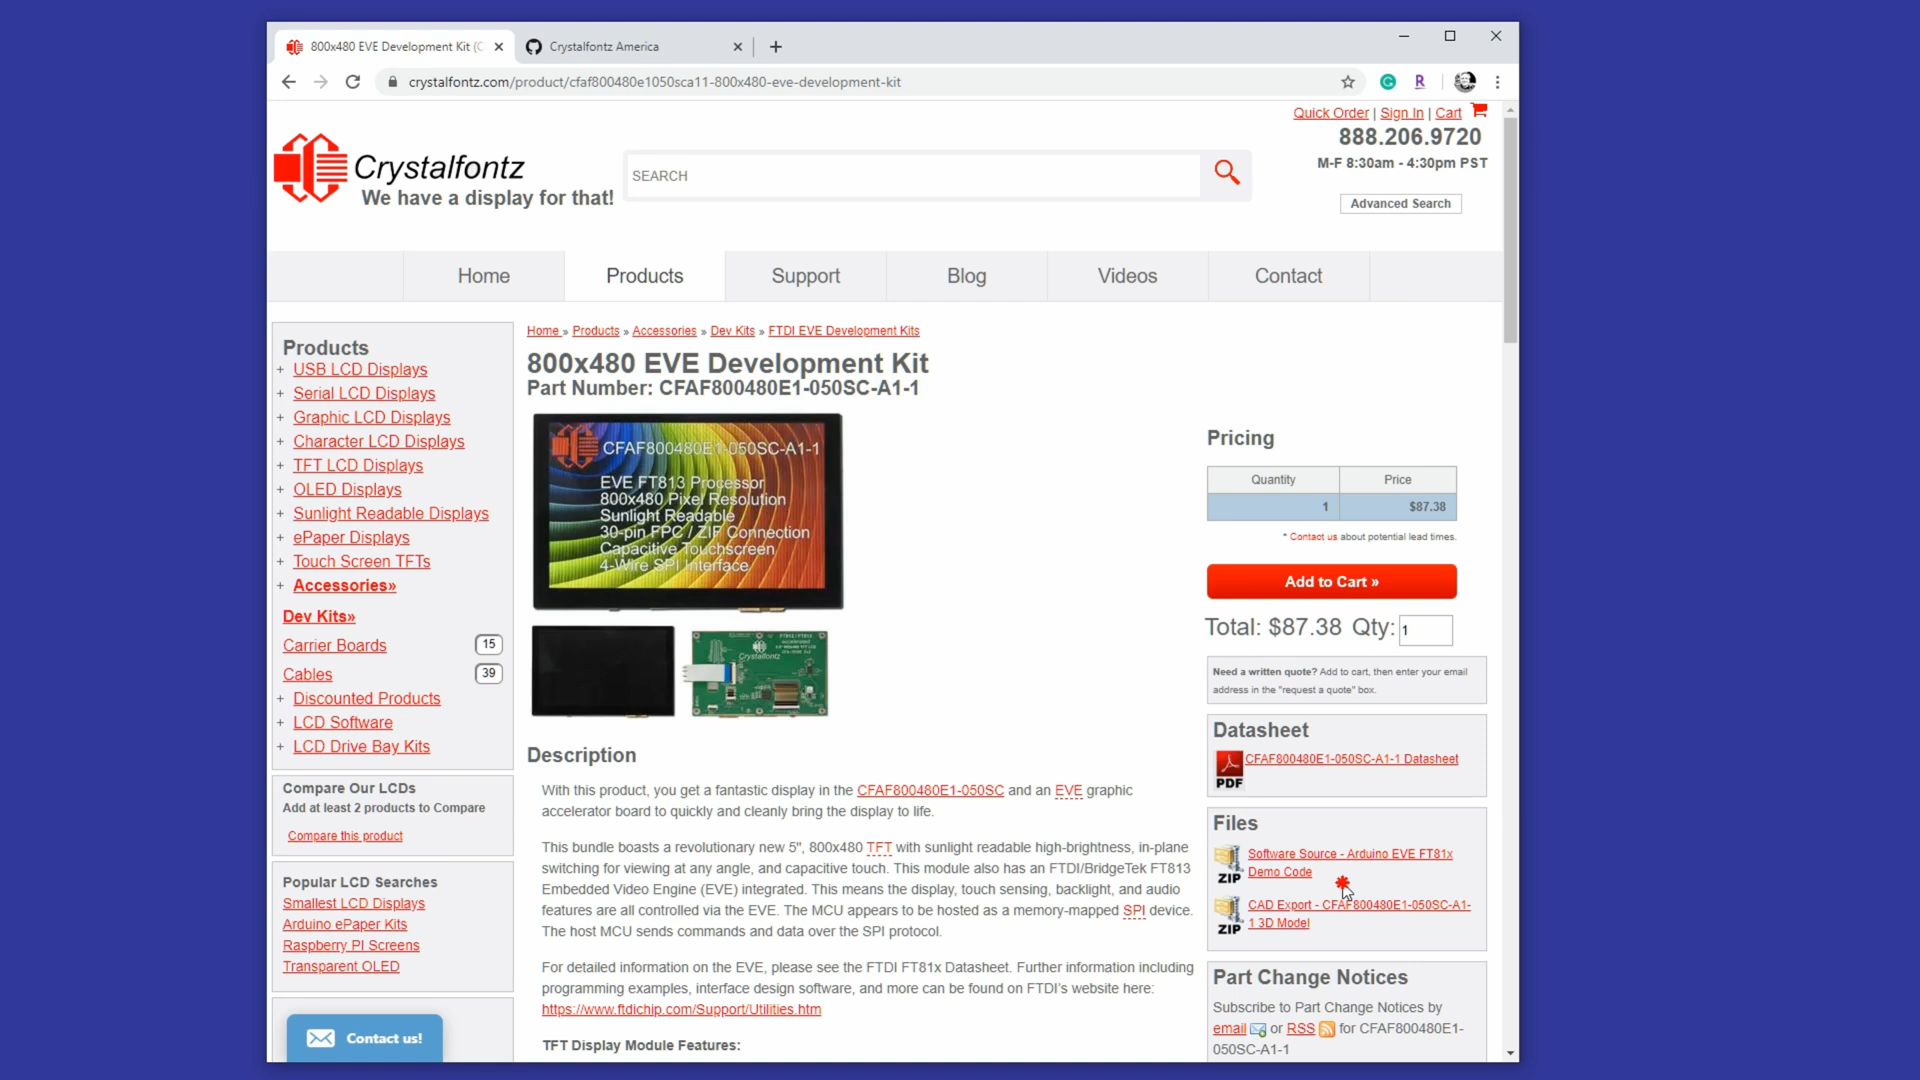 800x480 EVE Development Kit (C
Crystalfontz America
crystalfontz.com/product/cfaf800480e1050sca11-800x480-eve-development-kit
R
Quick Order | Sign In | Cart
888.206.9720
M-F 8:30am - 4:30pm PST
Crystalfontz
We have a display for that!
SEARCH
Advanced Search
Home
Products
Support
Blog
Videos
Contact
Products
+ USB LCD Displays
+ Serial LCD Displays
+ Graphic LCD Displays
+ Character LCD Displays
+ TFT LCD Displays
+ OLED Displays
+ Sunlight Readable Displays
+ ePaper Displays
+ Touch Screen TFTs
+ Accessories»
Dev Kits»
Carrier Boards 15
Cables 39
+ Discounted Products
+ LCD Software
+ LCD Drive Bay Kits
Compare Our LCDs
Add at least 2 products to Compare
Compare this product
Popular LCD Searches
Smallest LCD Displays
Arduino ePaper Kits
Raspberry PI Screens
Transparent OLED
Contact us!
Home » Products » Accessories » Dev Kits » FTDI EVE Development Kits
800x480 EVE Development Kit
Part Number: CFAF800480E1-050SC-A1-1
CFAF800480E1-050SC-A1-1
EVE FT813 Processor
800x480 Pixel Resolution
Sunlight Readable
30-pin FPC / ZIF Connection
Capacitive Touchscreen
4-Wire SPI Interface
Crystalfontz
Description
With this product, you get a fantastic display in the CFAF800480E1-050SC and an EVE graphic
accelerator board to quickly and cleanly bring the display to life.
This bundle boasts a revolutionary new 5", 800x480 TFT with sunlight readable high-brightness, in-plane
switching for viewing at any angle, and capacitive touch. This module also has an FTDI/BridgeTek FT813
Embedded Video Engine (EVE) integrated. This means the display, touch sensing, backlight, and audio
features are all controlled via the EVE. The MCU appears to be hosted as a memory-mapped SPI device.
The host MCU sends commands and data over the SPI protocol.
For detailed information on the EVE, please see the FTDI FT81x Datasheet. Further information including
programming examples, interface design software, and more can be found on FTDI's website here:
https://www.ftdichip.com/Support/Utilities.htm
TFT Display Module Features:
Pricing
Quantity Price
1 $87.38
* Contact us about potential lead times.
Add to Cart »
Total: $87.38 Qty: 1
Need a written quote? Add to cart, then enter your email
address in the "request a quote" box.
Datasheet
PDF
CFAF800480E1-050SC-A1-1 Datasheet
Files
ZIP
Software Source - Arduino EVE FT81x
Demo Code
ZIP
CAD Export - CFAF800480E1-050SC-A1-
1 3D Model
Part Change Notices
Subscribe to Part Change Notices by
email or RSS for CFAF800480E1-
050SC-A1-1